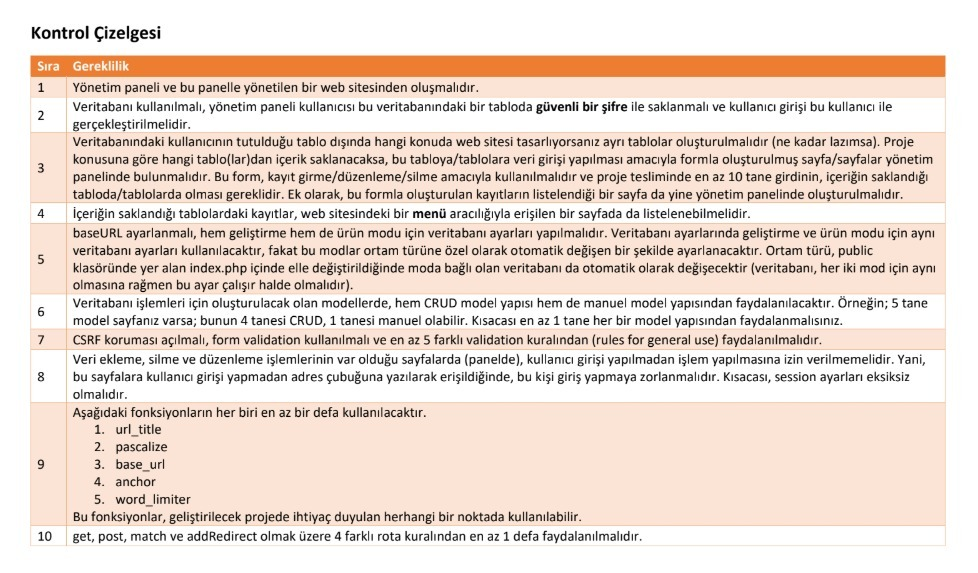 Kontrol Çizelgesi
Sıra Gereklilik
1 Yönetim paneli ve bu panelle yönetilen bir web sitesinden oluşmalıdır.
2 Veritabanı kullanılmalı, yönetim paneli kullanıcısı bu veritabanındaki bir tabloda güvenli bir şifre ile saklanmalı ve kullanıcı girişi bu kullanıcı ile
gerçekleştirilmelidir.
3 Veritabanındaki kullanıcının tutulduğu tablo dışında hangi konuda web sitesi tasarlıyorsanız ayrı tablolar oluşturulmalıdır (ne kadar lazımsa). Proje
konusuna göre hangi tablo(lar)dan içerik saklanacaksa, bu tabloya/tablolara veri girişi yapılması amacıyla formla oluşturulmuş sayfa/sayfalar yönetim
panelinde bulunmalıdır. Bu form, kayıt girme/düzenleme/silme amacıyla kullanılmalıdır ve proje tesliminde en az 10 tane girdinin, içeriğin saklandığı
tabloda/tablolarda olması gereklidir. Ek olarak, bu formla oluşturulan kayıtların listelendiği bir sayfa da yine yönetim panelinde oluşturulmalıdır.
4 İçeriğin saklandığı tablolardaki kayıtlar, web sitesindeki bir menü aracılığıyla erişilen bir sayfada da listelenebilmelidir.
5 baseURL ayarlanmalı, hem geliştirme hem de ürün modu için veritabanı ayarları yapılmalıdır. Veritabanı ayarlarında geliştirme ve ürün modu için aynı
veritabanı ayarları kullanılacaktır, fakat bu modlar ortam türüne özel olarak otomatik değişen bir şekilde ayarlanacaktır. Ortam türü, public
klasöründe yer alan index.php içinde elle değiştirildiğinde moda bağlı olan veritabanı da otomatik olarak değişecektir (veritabanı, her iki mod için aynı
olmasına rağmen bu ayar çalışır halde olmalıdır).
6 Veritabanı işlemleri için oluşturulacak olan modellerde, hem CRUD model yapısı hem de manuel model yapısından faydalanılacaktır. Örneğin; 5 tane
model sayfanız varsa; bunun 4 tanesi CRUD, 1 tanesi manuel olabilir. Kısacası en az 1 tane her bir model yapısından faydalanmalısınız.
7 CSRF koruması açılmalı, form validation kullanılmalı ve en az 5 farklı validation kuralından (rules for general use) faydalanılmalıdır.
8 Veri ekleme, silme ve düzenleme işlemlerinin var olduğu sayfalarda (panelde), kullanıcı girişi yapılmadan işlem yapılmasına izin verilmemelidir. Yani,
bu sayfalara kullanıcı girişi yapmadan adres çubuğuna yazılarak erişildiğinde, bu kişi giriş yapmaya zorlanmalıdır. Kısacası, session ayarları eksiksiz
olmalıdır.
9 Aşağıdaki fonksiyonların her biri en az bir defa kullanılacaktır.
1. url_title
2. pascalize
3. base_url
4. anchor
5. word_limiter
Bu fonksiyonlar, geliştirilecek projede ihtiyaç duyulan herhangi bir noktada kullanılabilir.
10 get, post, match ve addRedirect olmak üzere 4 farklı rota kuralından en az 1 defa faydalanılmalıdır.